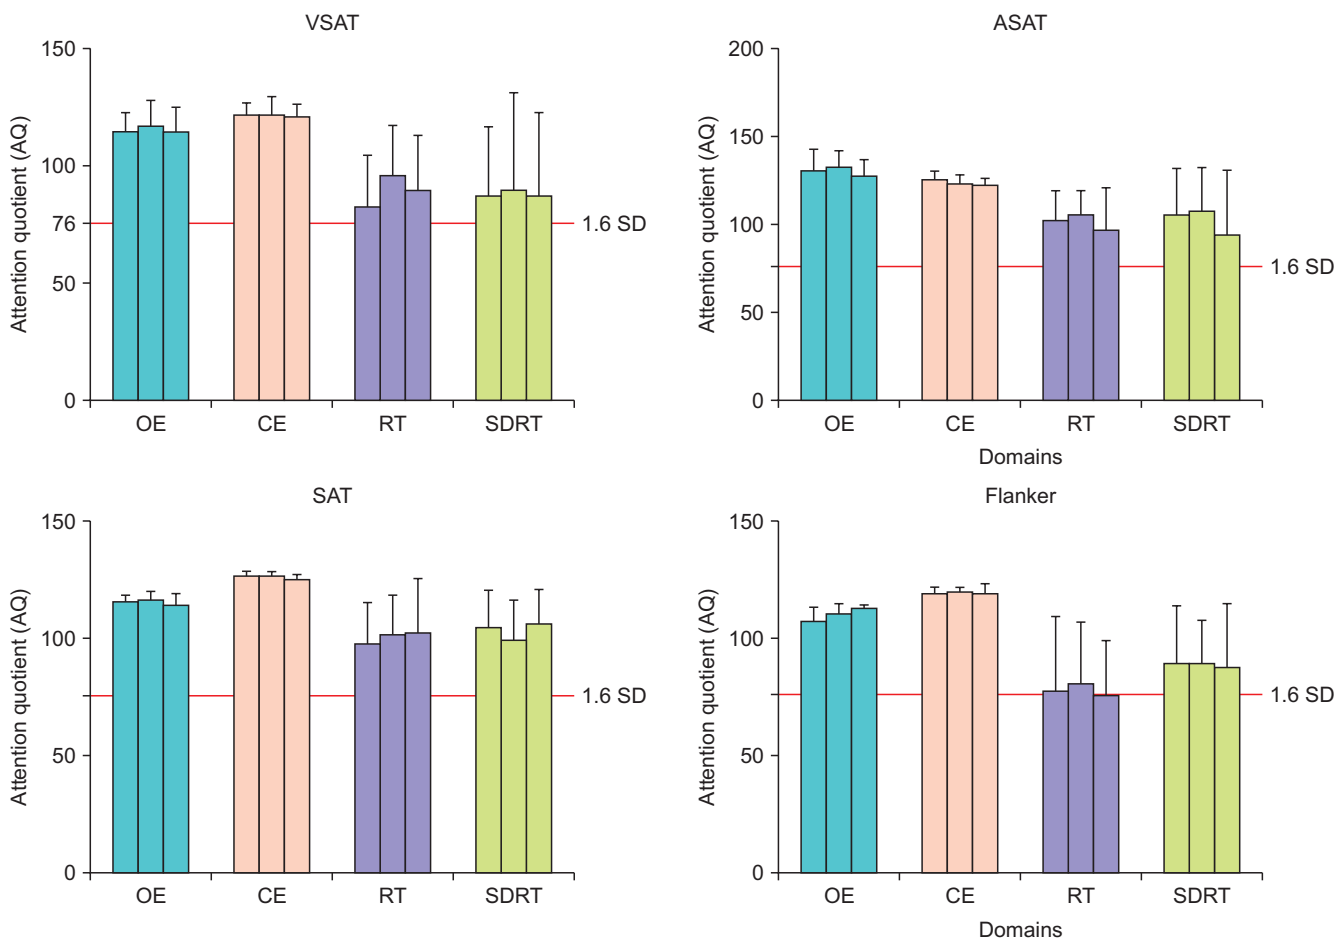 VSAT
Attention quotient (AQ)
150
100
76
50
0
1.6 SD
OE CE RT SDRT
ASAT
Attention quotient (AQ)
200
150
100
50
0
1.6 SD
OE CE RT SDRT
Domains
SAT
Attention quotient (AQ)
150
100
50
0
1.6 SD
OE CE RT SDRT
Flanker
Attention quotient (AQ)
150
100
50
0
1.6 SD
OE CE RT SDRT
Domains